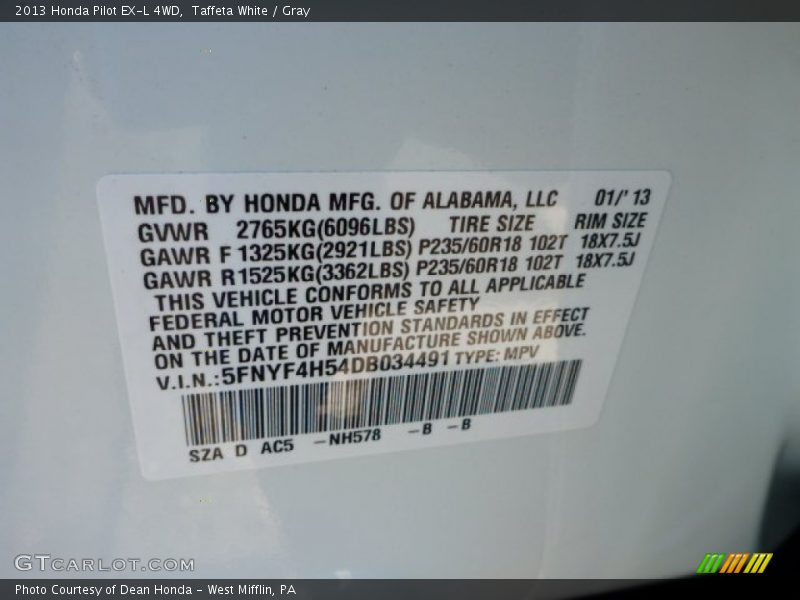 2013 Honda Pilot EX-L 4WD, Taffeta White / Gray
MFD. BY HONDA MFG. OF ALABAMA, LLC 01/'13
GVWR 2765KG(6096LBS) TIRE SIZE RIM SIZE
GAWR F 1325KG(2921LBS) P235/60R18 102T 18X7.5J
GAWR R1525KG(3362LBS) P235/60R18 102T 18X7.5J
THIS VEHICLE CONFORMS TO ALL APPLICABLE
FEDERAL MOTOR VEHICLE SAFETY
AND THEFT PREVENTION STANDARDS IN EFFECT
ON THE DATE OF MANUFACTURE SHOWN ABOVE.
V.I.N.:5FNYF4H54DB034491 TYPE: MPV
SZA D AC5 -NH578 -B -B
GTCARLOT.COM
Photo Courtesy of Dean Honda - West Mifflin, PA